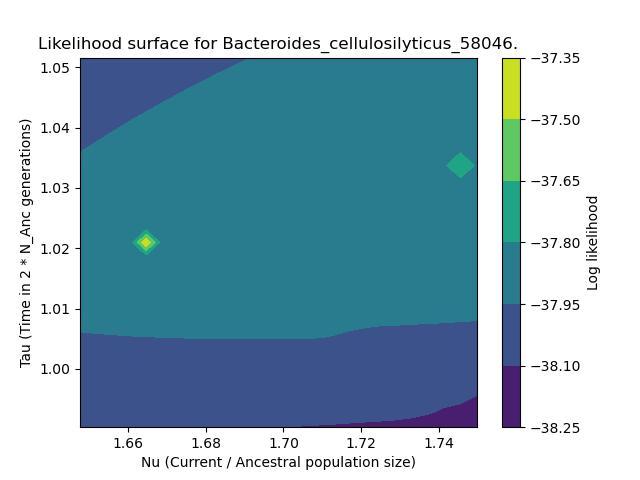 Likelihood surface for Bacteroides_cellulosilyticus_58046.
1.05
1.04
1.03
1.02
1.01
1.00
Tau (Time in 2 * N_Anc generations)
1.66 1.68 1.70 1.72 1.74
Nu (Current / Ancestral population size)
−37.35
−37.50
−37.65
−37.80
−37.95
−38.10
−38.25
Log likelihood